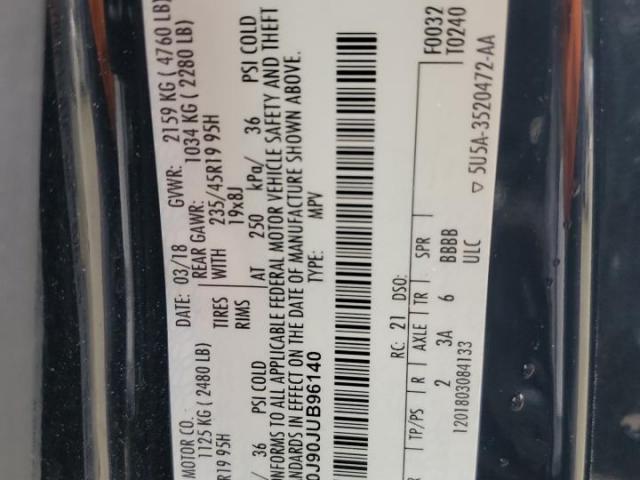 MOTOR CO. DATE: 03/18 GVWR: 2159 KG ( 4760 LB)
1125 KG ( 2480 LB) REAR GAWR: 1034 KG ( 2280 LB)
R19 95H TIRES WITH 235/45R19 95H
RIMS 19x8J
/ 36 PSI COLD AT 250 kPa/ 36 PSI COLD
ONFORMS TO ALL APPLICABLE FEDERAL MOTOR VEHICLE SAFETY AND THEFT
ANDARDS IN EFFECT ON THE DATE OF MANUFACTURE SHOWN ABOVE.
0J90JUB96140 TYPE: MPV
F0032
T0240
RC: 21 DSO:
TP/PS R AXLE TR SPR
2 3A 6 BBBB
1201803084133 ULC ▽ 5U5A-3520472-AA